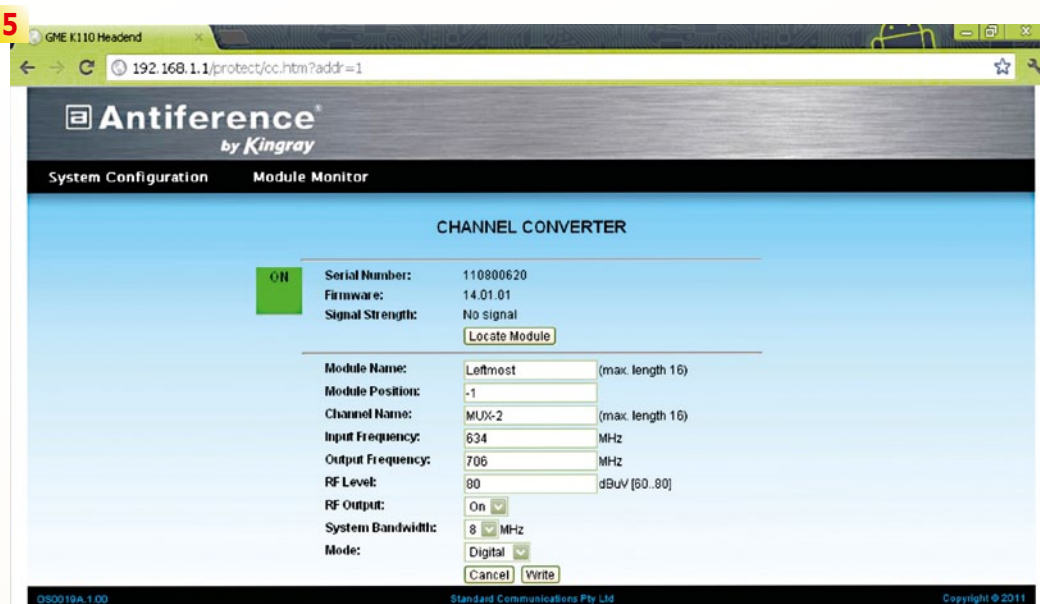 5
GME K110 Headend
192.168.1.1/protect/cc.htm?addr=1
a Antiference®
by Kingray
System Configuration Module Monitor
CHANNEL CONVERTER
ON
Serial Number: 110800620
Firmware: 14.01.01
Signal Strength: No signal
Locate Module
Module Name: Leftmost (max. length 16)
Module Position: -1
Channel Name: MUX-2 (max. length 16)
Input Frequency: 634 MHz
Output Frequency: 706 MHz
RF Level: 80 dBuV [60..80]
RF Output: On
System Bandwidth: 8 MHz
Mode: Digital
Cancel Write
OS0019A,1.00 Standard Communications Pty Ltd Copyright © 2011